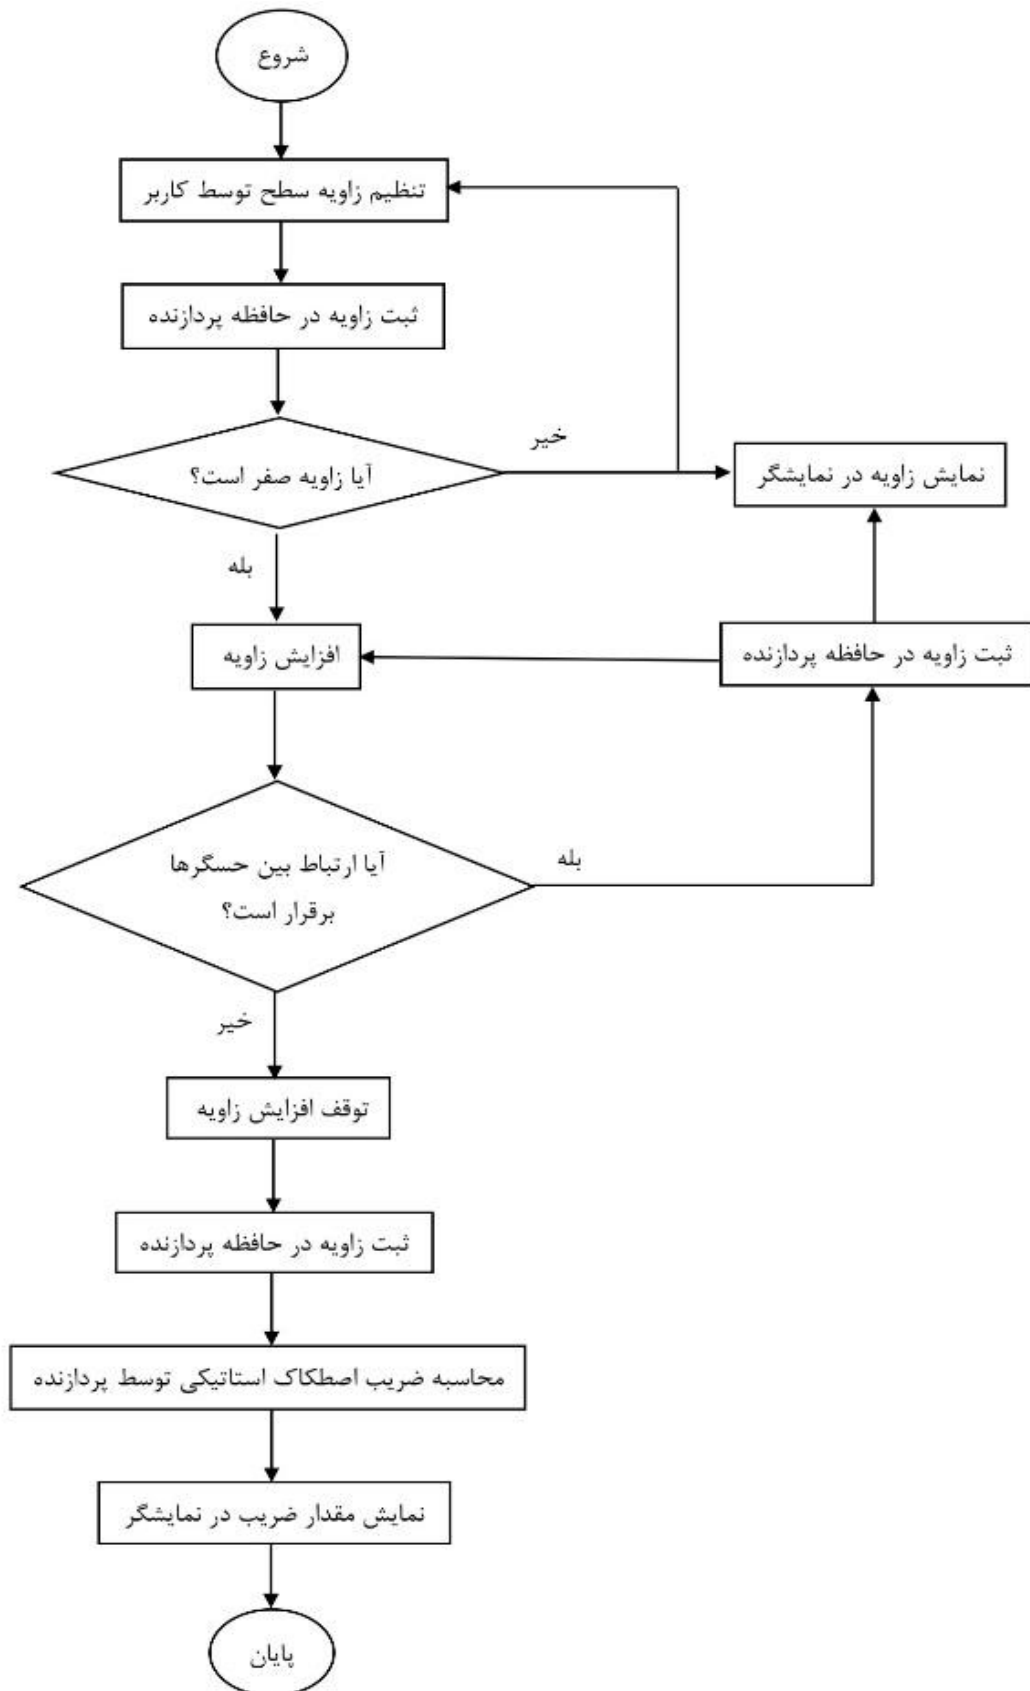 شروع
تنظیم زاویه سطح توسط کاربر
ثبت زاویه در حافظه پردازنده
خیر
آیا زاویه صفر است؟
نمایش زاویه در نمایشگر
بله
افزایش زاویه
ثبت زاویه در حافظه پردازنده
آیا ارتباط بین حسگرها
برقرار است؟
بله
خیر
توقف افزایش زاویه
ثبت زاویه در حافظه پردازنده
محاسبه ضریب اصطکاک استاتیکی توسط پردازنده
نمایش مقدار ضریب در نمایشگر
پایان